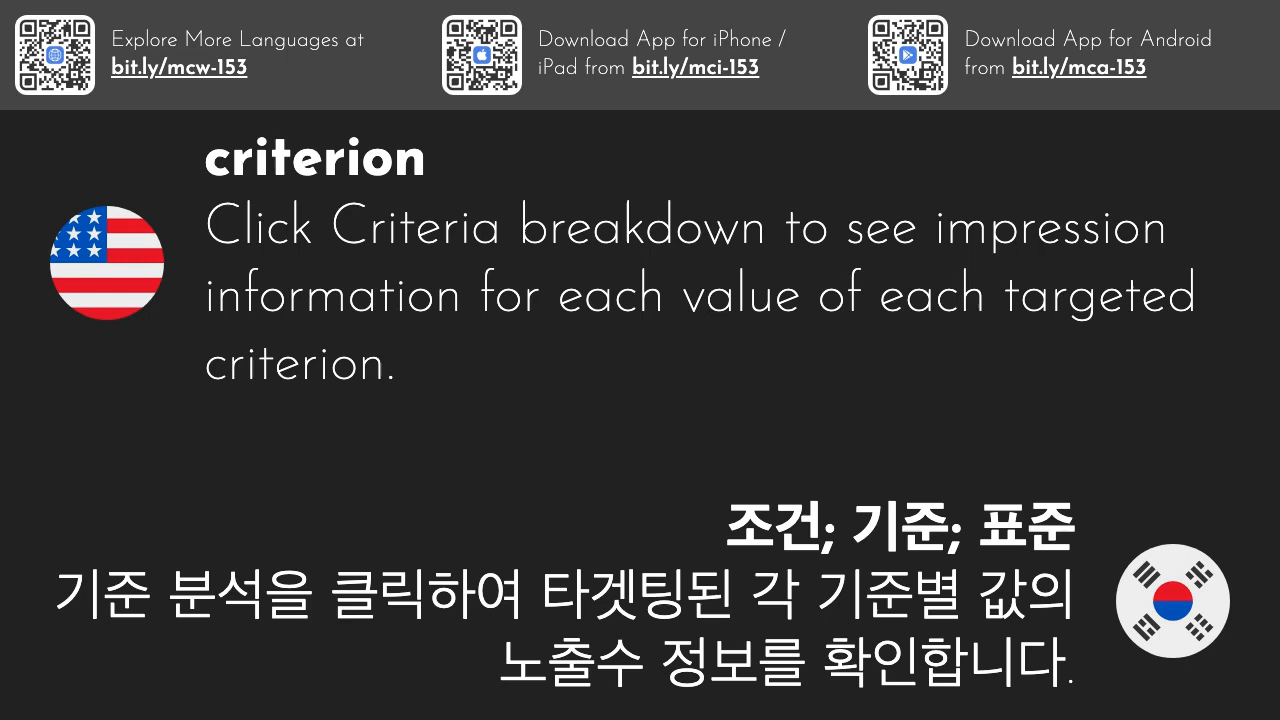 Explore More Languages at
bit.ly/mcw-153
Download App for iPhone /
iPad from bit.ly/mci-153
Download App for Android
from bit.ly/mca-153
criterion
Click Criteria breakdown to see impression
information for each value of each targeted
criterion.
조건; 기준; 표준
기준 분석을 클릭하여 타겟팅된 각 기준별 값의
노출수 정보를 확인합니다.